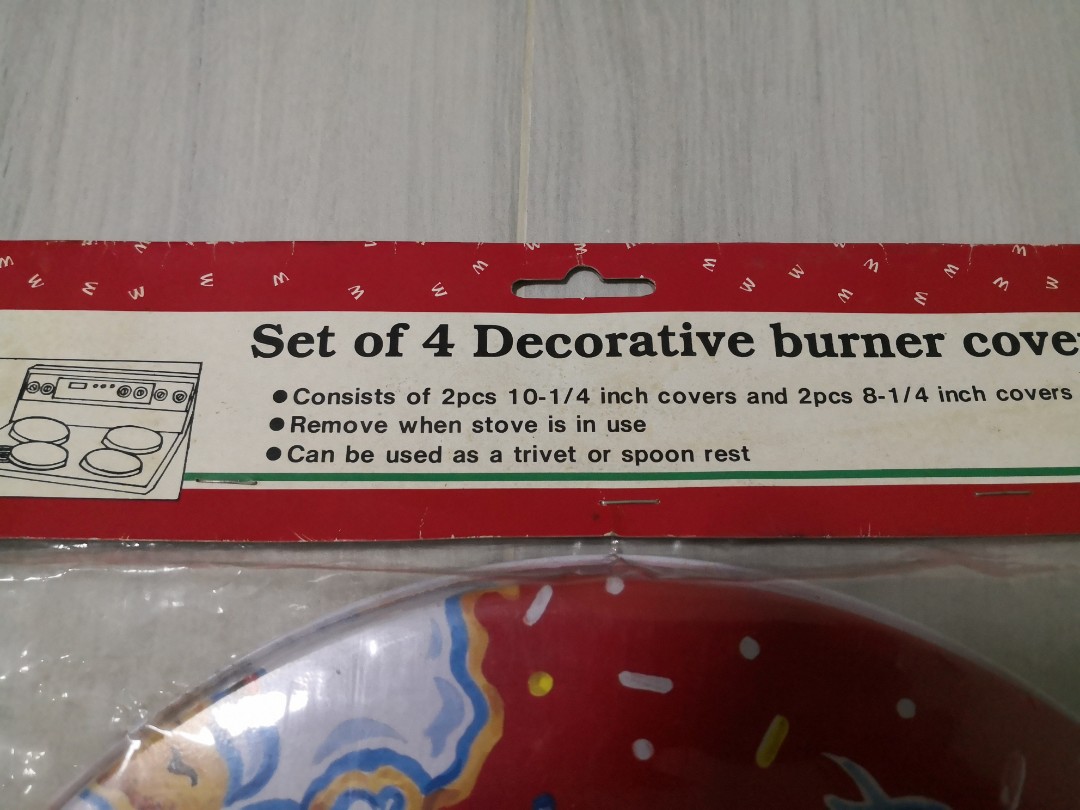 Set of 4 Decorative burner cove
●Consists of 2pcs 10-1/4 inch covers and 2pcs 8-1/4 inch covers
●Remove when stove is in use
●Can be used as a trivet or spoon rest